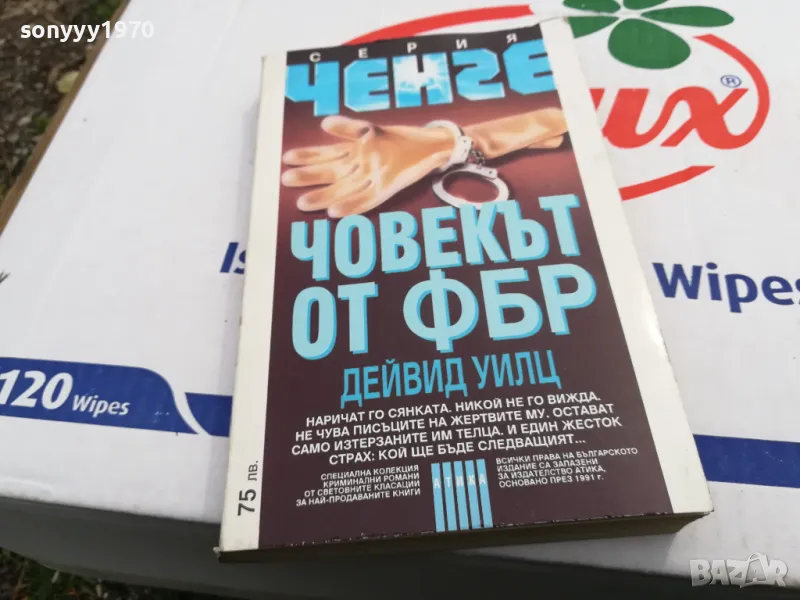 sonyyy1970
СЕРИЯ
ЧЕНГЕ
ЧОВЕКЪТ
ОТ ФБР
ДЕЙВИД УИЛЦ
НАРИЧАТ ГО СЯНКАТА. НИКОЙ НЕ ГО ВИЖДА.
НЕ ЧУВА ПИСЪЦИТЕ НА ЖЕРТВИТЕ МУ. ОСТАВАТ
САМО ИЗТЕРЗАНИТЕ ИМ ТЕЛЦА. И ЕДИН ЖЕСТОК
СТРАХ: КОЙ ЩЕ БЪДЕ СЛЕДВАЩИЯТ...
СПЕЦИАЛНА КОЛЕКЦИЯ
КРИМИНАЛНИ РОМАНИ
ОТ СВЕТОВНИТЕ КЛАСАЦИИ
ЗА НАЙ-ПРОДАВАНИТЕ КНИГИ
АТИКА
ВСИЧКИ ПРАВА НА БЪЛГАРСКОТО
ИЗДАНИЕ СА ЗАПАЗЕНИ
ЗА ИЗДАТЕЛСТВО АТИКА,
ОСНОВАНО ПРЕЗ 1991 г.
75 ЛВ.
120 Wipes
Wipes
®
BAZAR